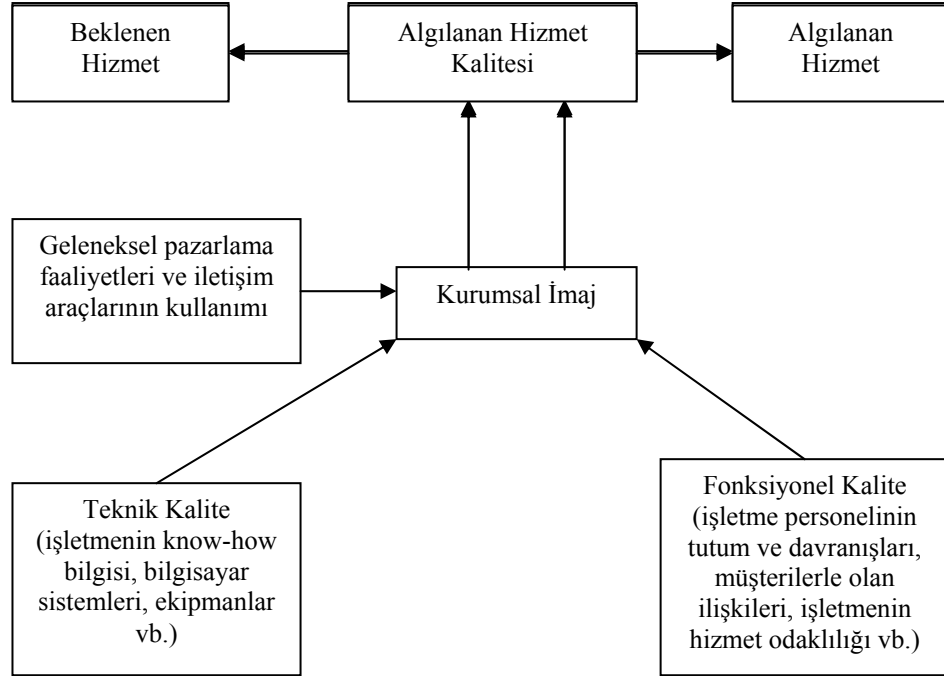 Beklenen
Hizmet
Algılanan Hizmet
Kalitesi
Algılanan
Hizmet
Geleneksel pazarlama
faaliyetleri ve iletişim
araçlarının kullanımı
Kurumsal İmaj
Teknik Kalite
(işletmenin know-how
bilgisi, bilgisayar
sistemleri, ekipmanlar
vb.)
Fonksiyonel Kalite
(işletme personelinin
tutum ve davranışları,
müşterilerle olan
ilişkileri, işletmenin
hizmet odaklılığı vb.)